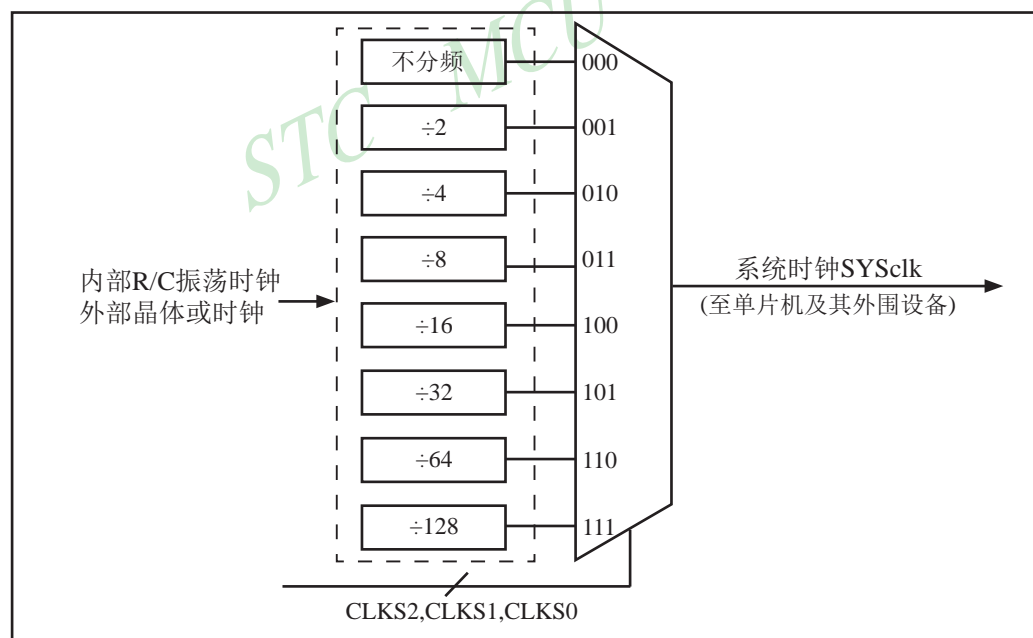 STC MCU
不分频 000
÷2 001
÷4 010
÷8 011
÷16 100
÷32 101
÷64 110
÷128 111
内部R/C振荡时钟
外部晶体或时钟
系统时钟SYSclk
(至单片机及其外围设备)
CLKS2,CLKS1,CLKS0